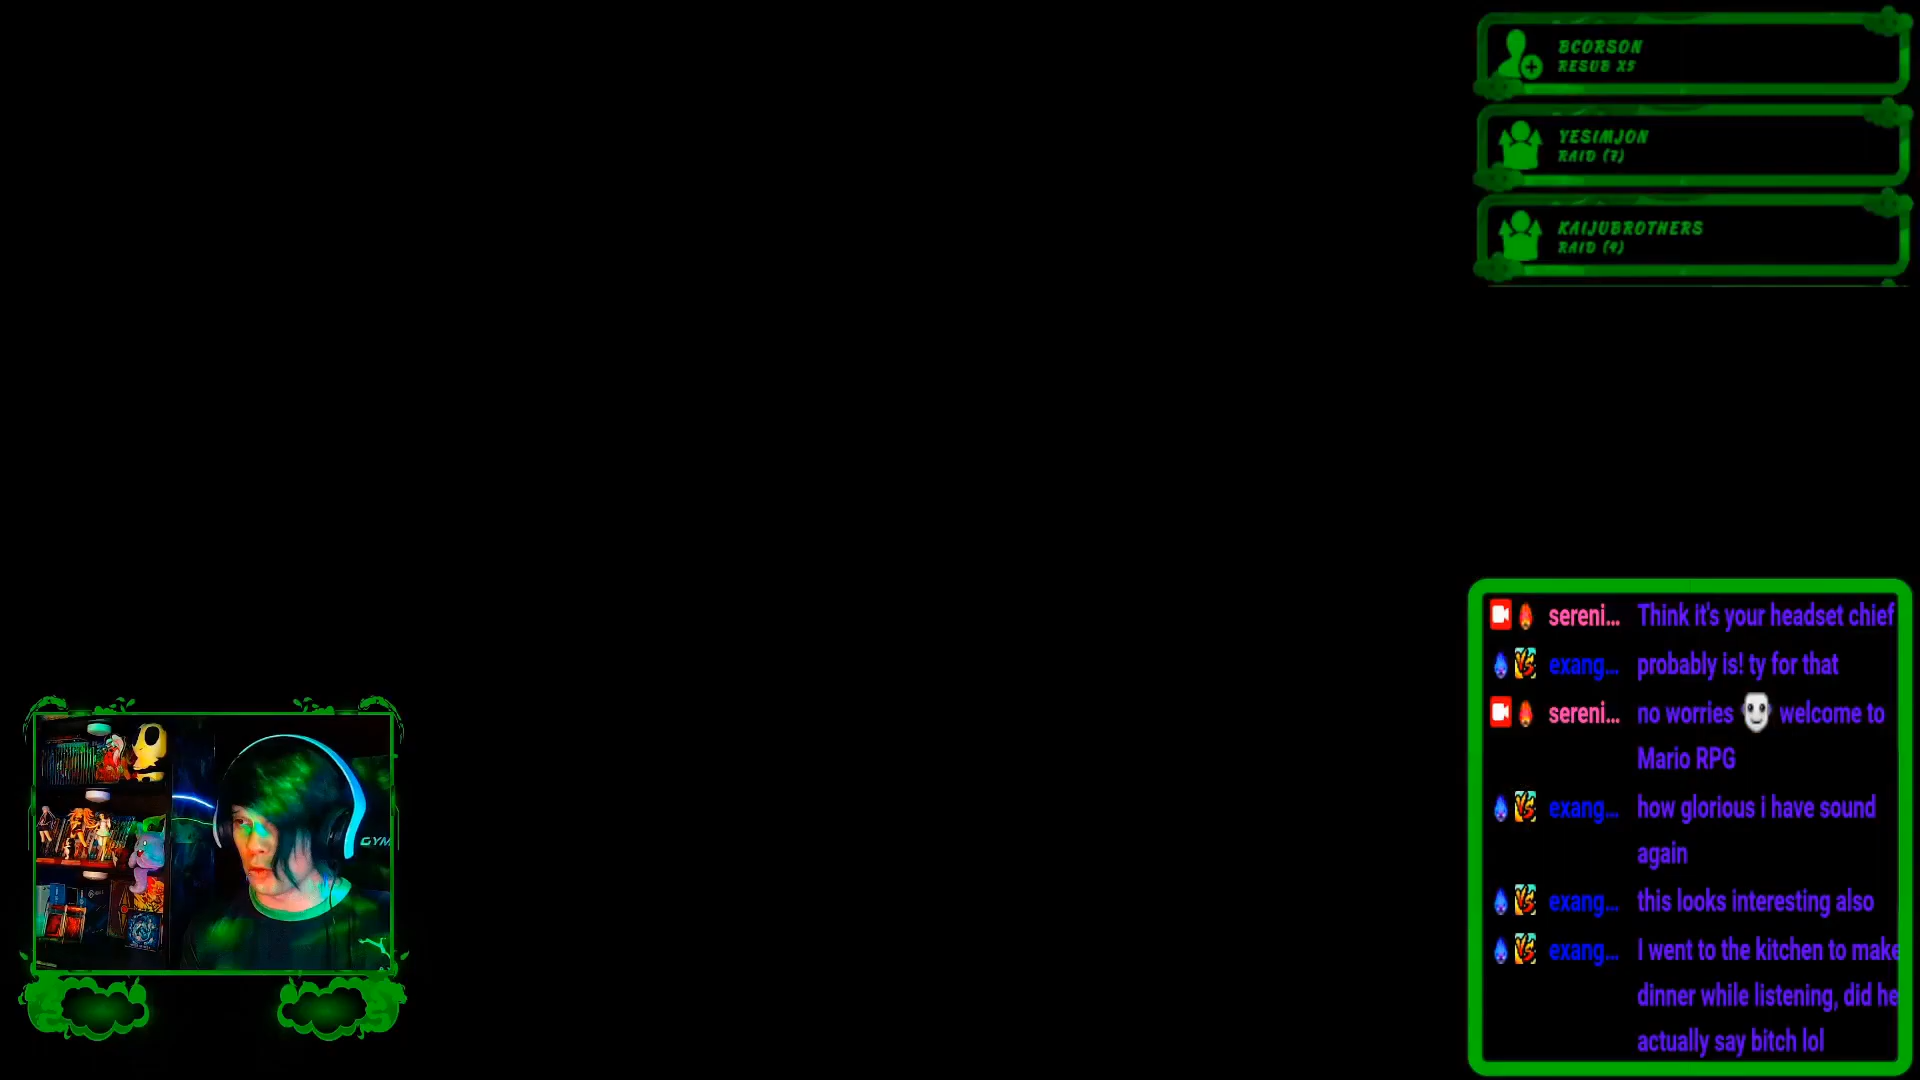 BCORSON
RESUB X5
YESIMJON
RAID (7)
KAIJUBROTHERS
RAID (4)
sereni... Think it's your headset chief
exang... probably is! ty for that
sereni... no worries welcome to
Mario RPG
exang... how glorious i have sound
again
exang... this looks interesting also
exang... I went to the kitchen to make
dinner while listening, did he
actually say bitch lol
GYM